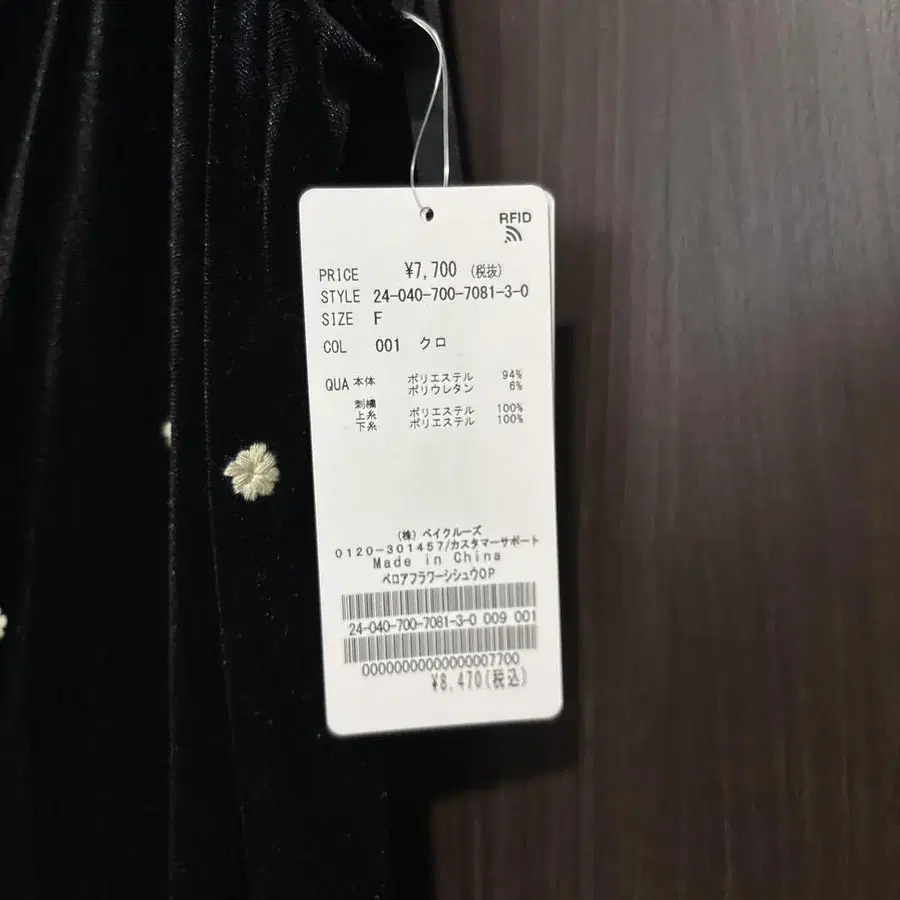 RFID
PRICE ¥7,700 (税抜)
STYLE 24-040-700-7081-3-0
SIZE F
COL 001 クロ
QUA 本体 ポリエステル 94%
ポリウレタン 6%
刺繍
上糸 ポリエステル 100%
下糸 ポリエステル 100%
(株) ベイクルーズ
0120-301457/カスタマーサポート
Made in China
ベロアフラワーシシュウOP
24-040-700-7081-3-0 009 001
00000000000000007700
¥8,470(税込)